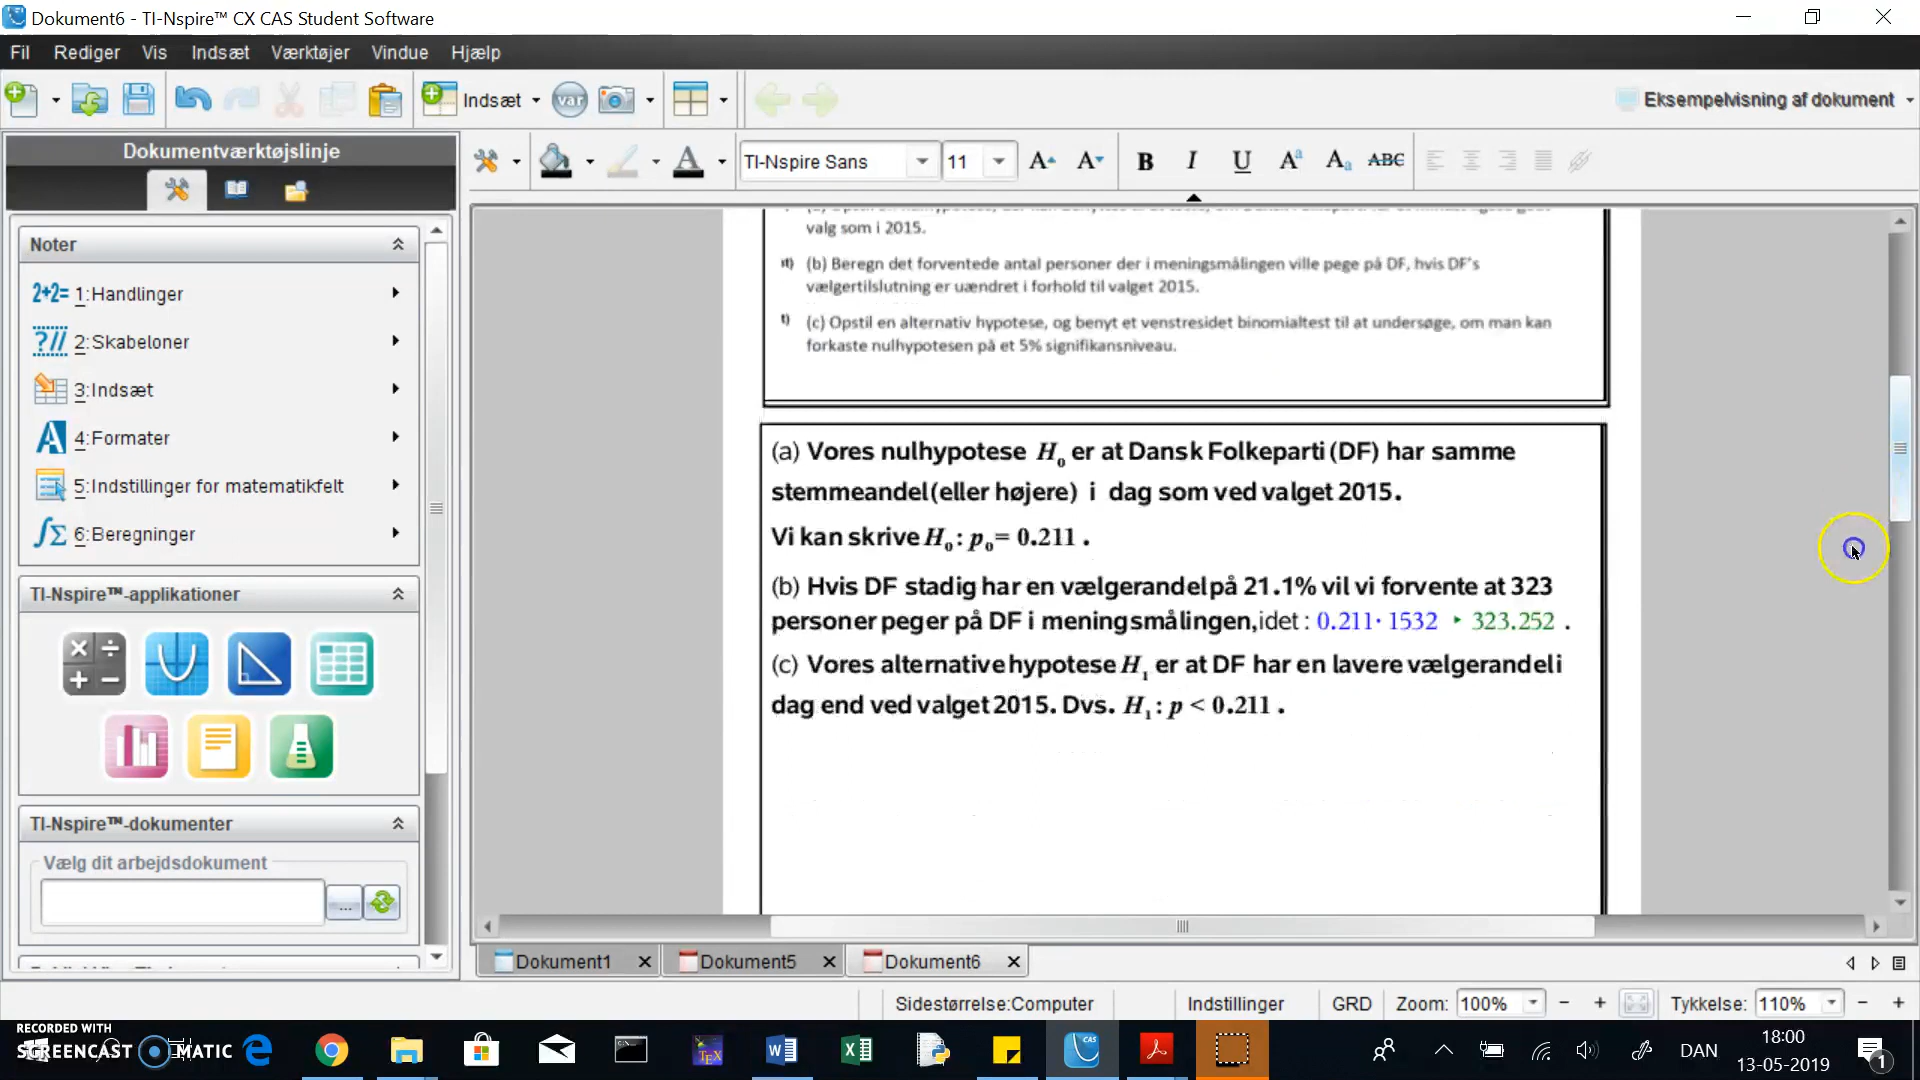 Dokument6 - TI-Nspire™ CX CAS Student Software
Fil Rediger Vis Indsæt Værktøjer Vindue Hjælp
Indsæt var Eksempelvisning af dokument
Dokumentværktøjslinje
TI-Nspire Sans 11 B I U ABC
Noter
1:Handlinger
2:Skabeloner
3:Indsæt
4:Formater
5:Indstillinger for matematikfelt
6:Beregninger
TI-Nspire™-applikationer
TI-Nspire™-dokumenter
Vælg dit arbejdsdokument
...
valg som i 2015.
(b) Beregn det forventede antal personer der i meningsmålingen ville pege på DF, hvis DF's
vælgertilslutning er uændret i forhold til valget 2015.
(c) Opstil en alternativ hypotese, og benyt et venstresidet binomialtest til at undersøge, om man kan
forkaste nulhypotesen på et 5% signifikansniveau.
(a) Vores nulhypotese H₀ er at Dansk Folkeparti (DF) har samme
stemmeandel (eller højere) i dag som ved valget 2015.
Vi kan skrive H₀ : p₀= 0.211 .
(b) Hvis DF stadig har en vælgerandel på 21.1% vil vi forvente at 323
personer peger på DF i meningsmålingen, idet : 0.211· 1532 ▸ 323.252 .
(c) Vores alternative hypotese H₁ er at DF har en lavere vælgerandel i
dag end ved valget 2015. Dvs. H₁ : p < 0.211 .
Dokument1 Dokument5 Dokument6
Sidestørrelse:Computer Indstillinger GRD Zoom: 100% Tykkelse: 110%
RECORDED WITH
SCREENCAST MATIC
DAN
18:00
13-05-2019
1